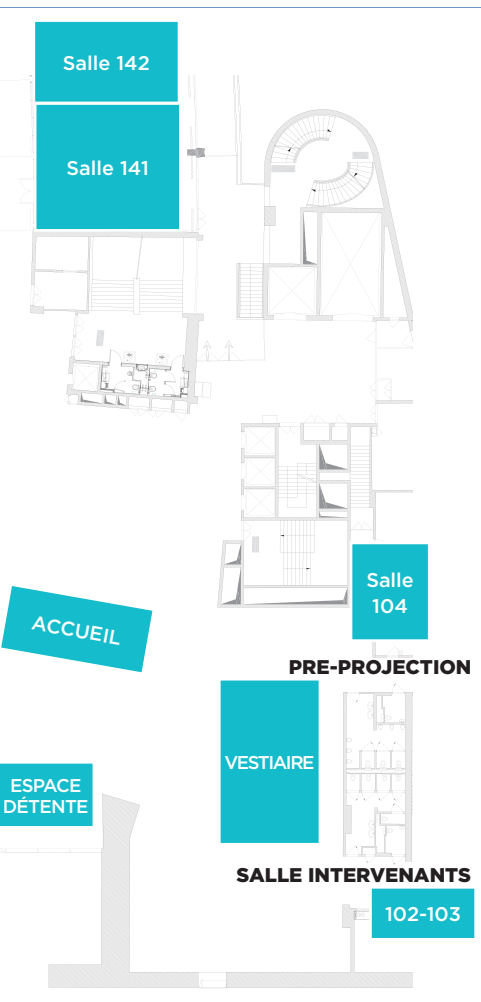 Salle 142
Salle 141
Salle
104
ACCUEIL
PRE-PROJECTION
VESTIAIRE
ESPACE
DÉTENTE
SALLE INTERVENANTS
102-103